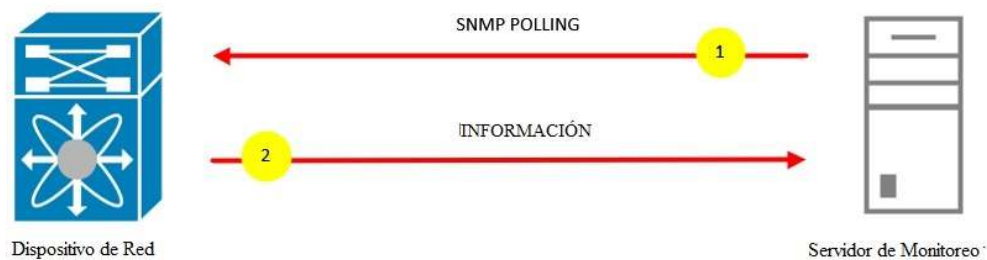 SNMP POLLING
1
INFORMACIÓN
2
Dispositivo de Red
Servidor de Monitoreo